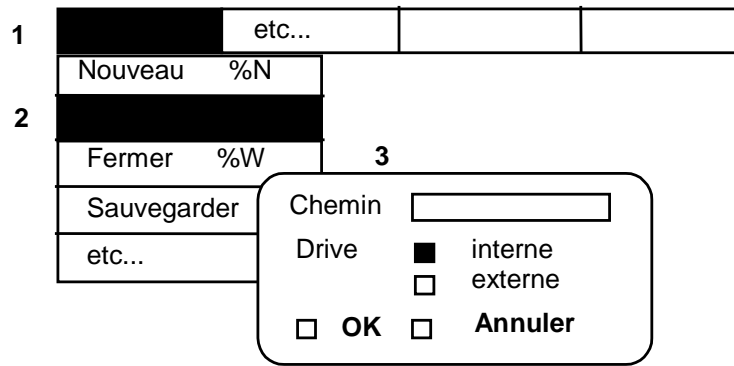 1
etc...
Nouveau %N
2
Fermer %W
3
Sauvegarder
etc...
Chemin
Drive interne
externe
OK Annuler